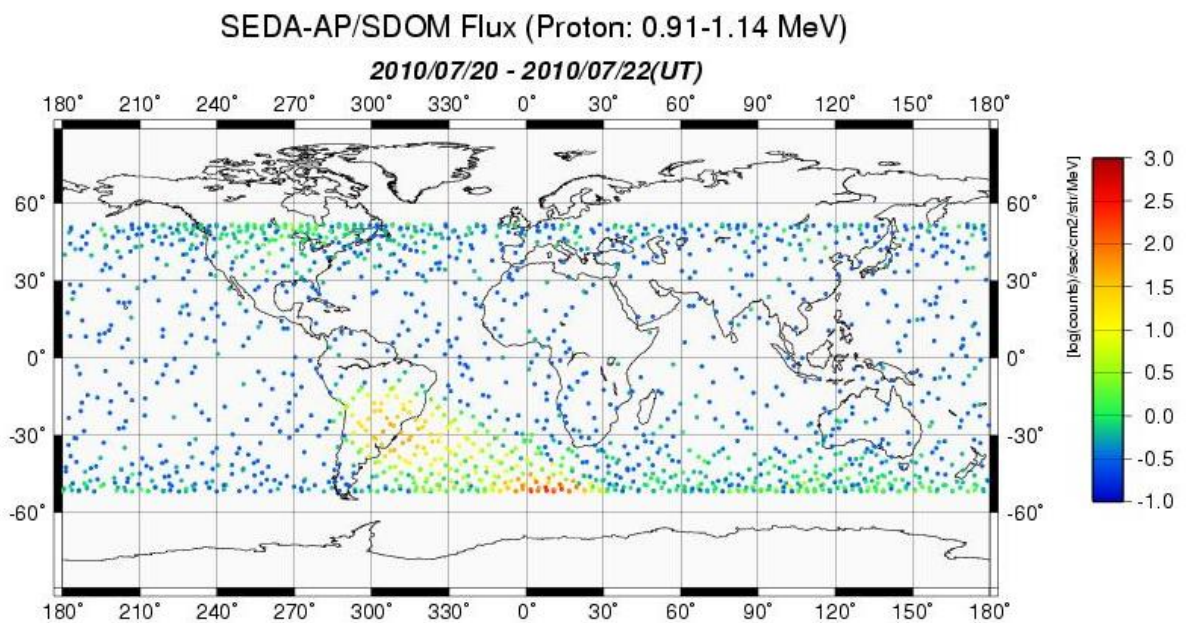 SEDA-AP/SDOM Flux (Proton: 0.91-1.14 MeV)
2010/07/20 - 2010/07/22(UT)
180° 210° 240° 270° 300° 330° 0° 30° 60° 90° 120° 150° 180°
60° 60°
30° 30°
0° 0°
-30° -30°
-60° -60°
180° 210° 240° 270° 300° 330° 0° 30° 60° 90° 120° 150° 180°
[log(counts)/sec/cm2/str/MeV]
3.0
2.5
2.0
1.5
1.0
0.5
0.0
-0.5
-1.0